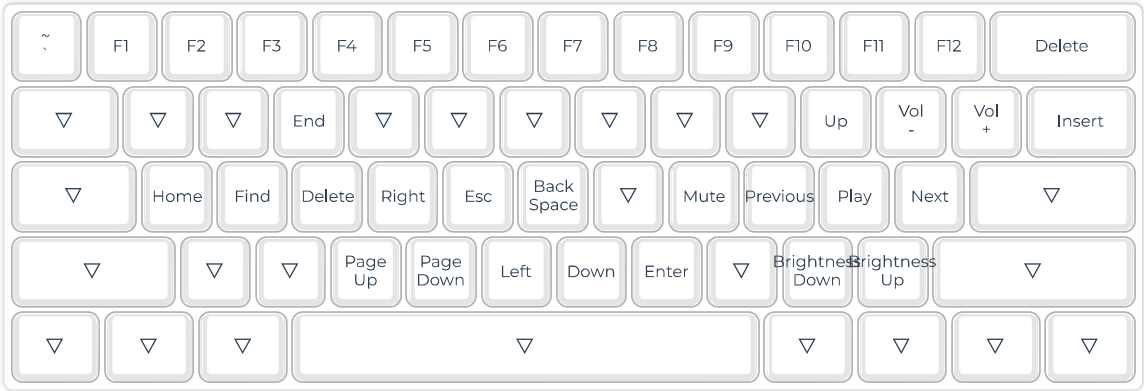 ~
` F1 F2 F3 F4 F5 F6 F7 F8 F9 F10 F11 F12 Delete
▽ ▽ ▽ End ▽ ▽ ▽ ▽ ▽ ▽ Up Vol
- Vol
+ Insert
▽ Home Find Delete Right Esc Back
Space ▽ Mute Previous Play Next ▽
▽ ▽ ▽ Page
Up Page
Down Left Down Enter ▽ Brightness
Down Brightness
Up ▽
▽ ▽ ▽ ▽ ▽ ▽ ▽ ▽